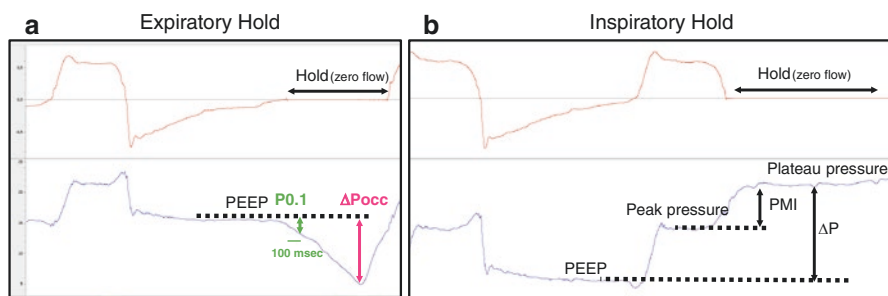 a
Expiratory Hold
Hold (zero flow)
PEEP
P0.1
ΔPocc
100 msec
b
Inspiratory Hold
Hold (zero flow)
Plateau pressure
Peak pressure
PMI
ΔP
PEEP